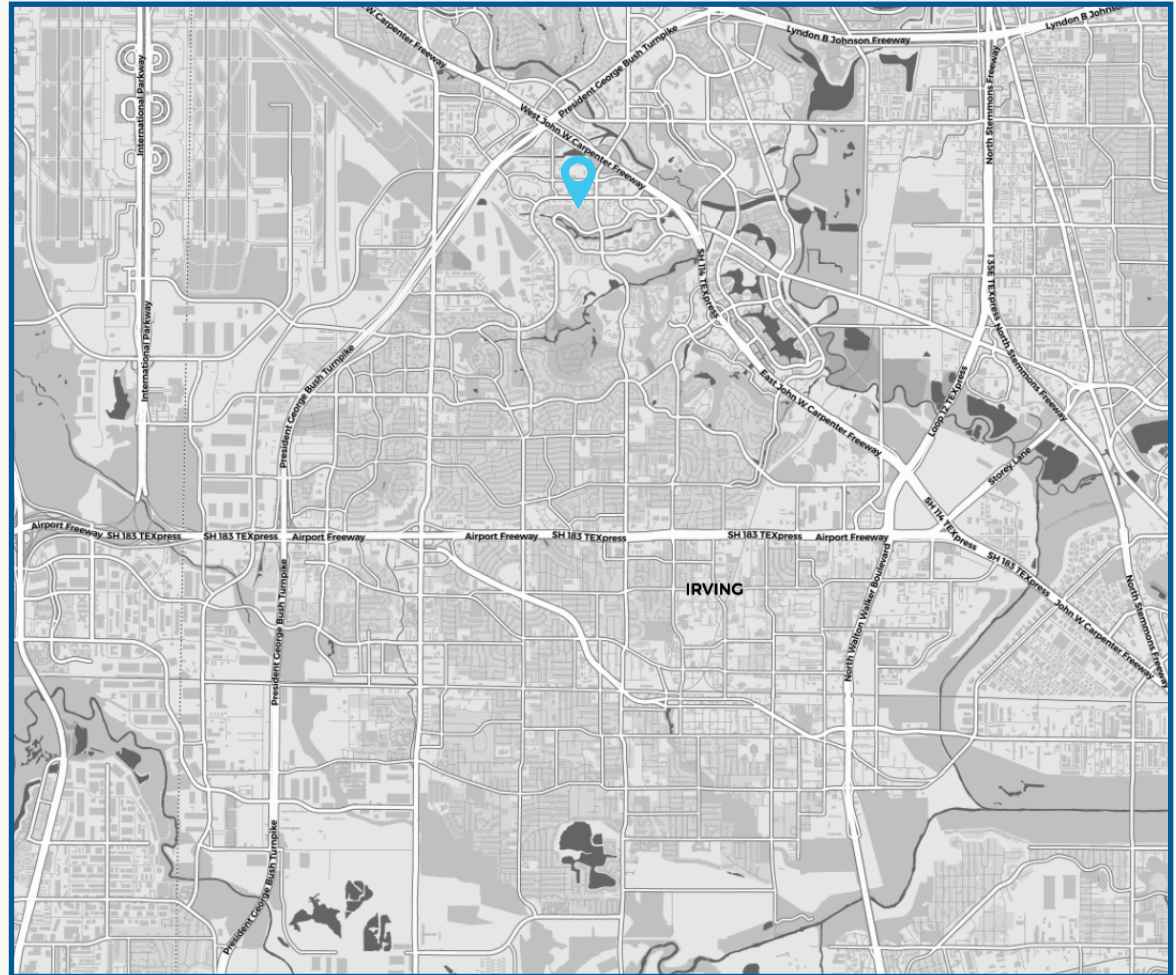 W Carpenter Freeway
Lyndon B Johnson Freeway
Lyndon B Johnson
President George Bush Turnpike
International Parkway
North Stemmons Freeway
West John W Carpenter Freeway
SH 114 TEXpress
I 35E TEXpress
North Stemmons Freeway
International Parkway
President George Bush Turnpike
East John W Carpenter Freeway
Loop 12 TEXpress
President George Bush Turnpike
Storey Lane
Airport Freeway
SH 183 TEXpress
SH 183 TEXpress
Airport Freeway
Airport Freeway
SH 183 TEXpress
SH 183 TEXpress
Airport Freeway
SH 114 TEXpress
SH 183 TEXpress
John W Carpenter Freeway
IRVING
North Walton Walker Boulevard
North Stemmons Freeway
President George Bush Turnpike
President George Bush Turnpike